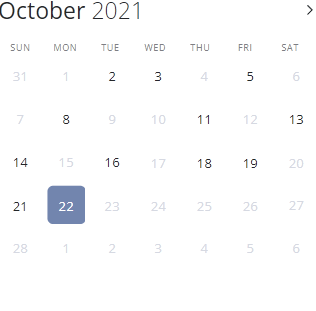 October 2021
SUN MON TUE WED THU FRI SAT
31 1 2 3 4 5 6
7 8 9 10 11 12 13
14 15 16 17 18 19 20
21 22 23 24 25 26 27
28 1 2 3 4 5 6